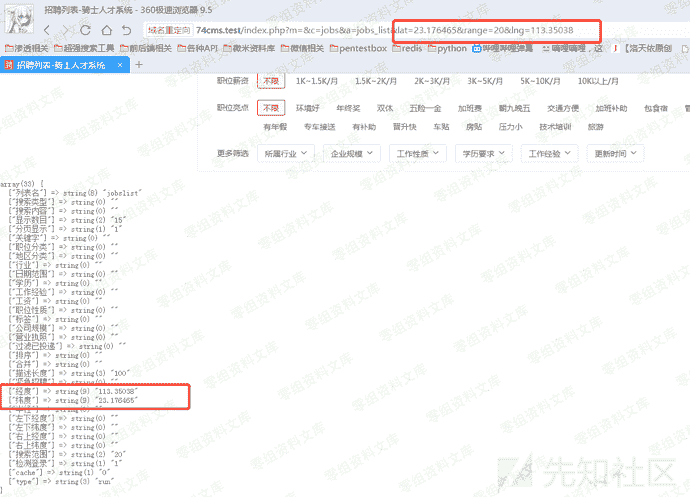 招聘列表-骑士人才系统 - 360极速浏览器 9.5
域名重定向 74cms.test/index.php?m=&c=jobs&a=jobs_list&lat=23.176465&range=20&lng=113.35038
渗透相关 超强搜索工具 前后端相关 各种API 微米资料库 微信相关 pentestbox redis python 哔哩哔哩弹幕 嘀哩嘀哩，这 【洛天依原创
招聘列表-骑士人才系统
职位薪资 不限 1K~1.5K/月 1.5K~2K/月 2K~3K/月 3K~5K/月 5K~10K/月 10K以上/月
职位亮点 不限 环境好 年终奖 双休 五险一金 加班费 朝九晚五 交通方便 加班补助 包食宿
有年假 专车接送 有补助 晋升快 车贴 房贴 压力小 技术培训 旅游
更多筛选 所属行业 企业规模 工作性质 学历要求 工作经验 更新时间
array(33) {
["列表名"] => string(8) "jobslist"
["搜索类型"] => string(0) ""
["搜索内容"] => string(0) ""
["显示数目"] => string(2) "15"
["分页显示"] => string(1) "1"
["关键字"] => string(0) ""
["职位分类"] => string(0) ""
["地区分类"] => string(0) ""
["行业"] => string(0) ""
["日期范围"] => string(0) ""
["学历"] => string(0) ""
["工作经验"] => string(0) ""
["工资"] => string(0) ""
["职位性质"] => string(0) ""
["标签"] => string(0) ""
["公司规模"] => string(0) ""
["营业执照"] => string(0) ""
["过滤已投递"] => string(0) ""
["排序"] => string(0) ""
["合并"] => string(0) ""
["描述长度"] => string(3) "100"
["经度"] => string(9) "113.35038"
["纬度"] => string(9) "23.176465"
["左下经度"] => string(0) ""
["左下纬度"] => string(0) ""
["右上经度"] => string(0) ""
["右上纬度"] => string(0) ""
["搜索范围"] => string(2) "20"
["检测登录"] => string(1) "1"
["cache"] => string(1) "0"
["type"] => string(3) "run"
}
先知社区
零组资料文库